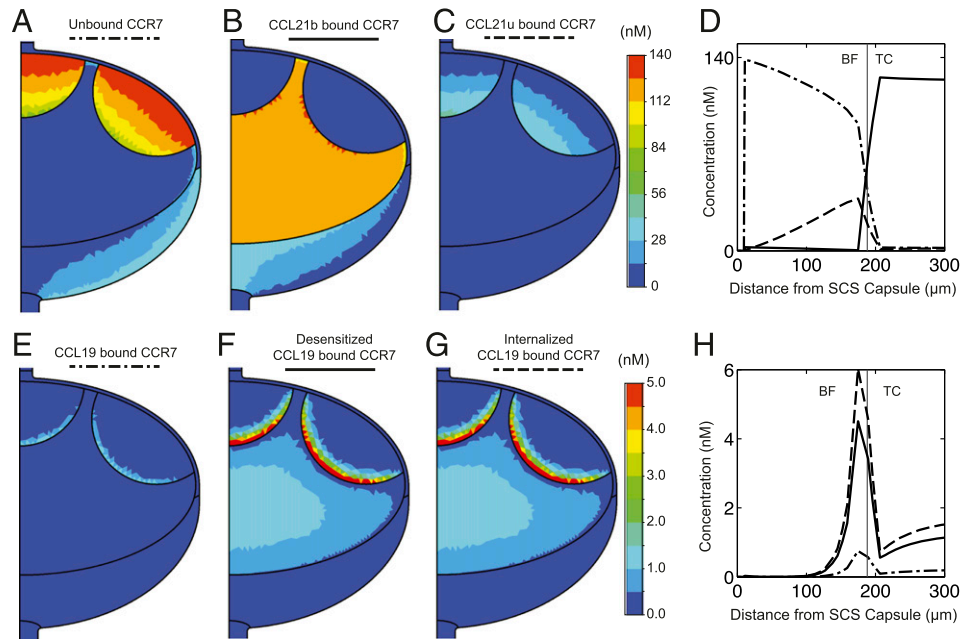 A
Unbound CCR7
B
CCL21b bound CCR7
C
CCL21u bound CCR7
(nM)
140
112
84
56
28
0
D
140
0
Concentration (nM)
BF
TC
0
100
200
300
Distance from SCS Capsule (µm)
E
CCL19 bound CCR7
F
Desensitized
CCL19 bound CCR7
G
Internalized
CCL19 bound CCR7
(nM)
5.0
4.0
3.0
2.0
1.0
0.0
H
6
4
2
0
Concentration (nM)
BF
TC
0
100
200
300
Distance from SCS Capsule (µm)